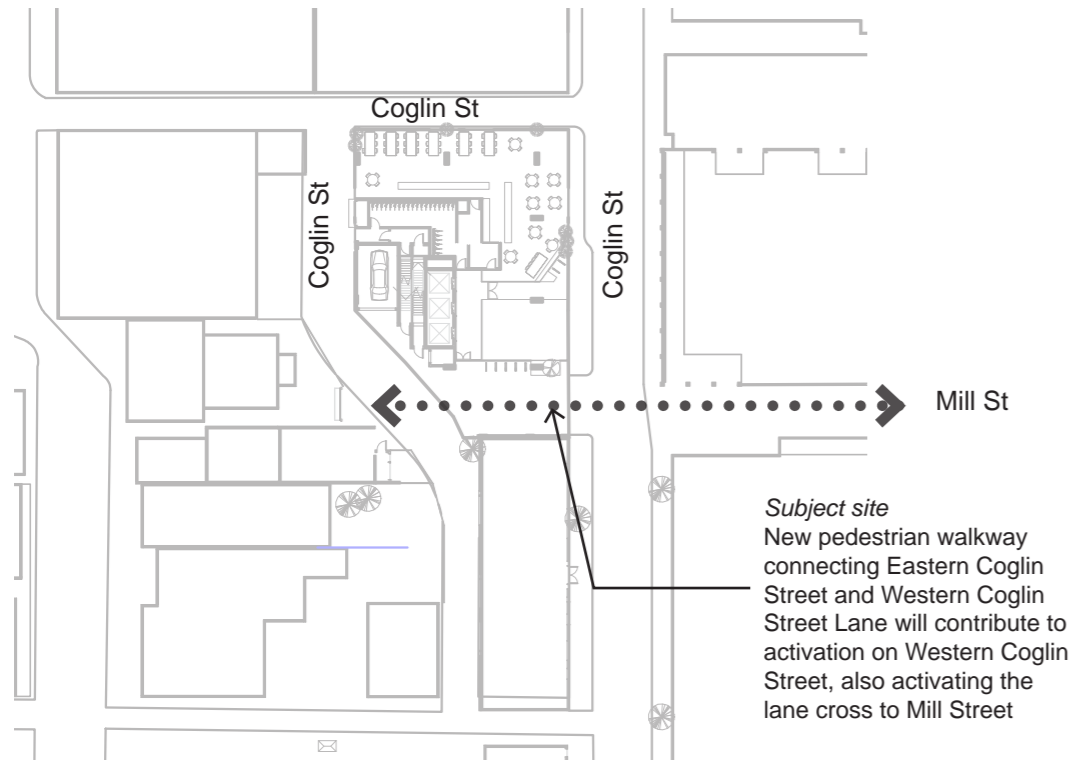 Coglin St
Coglin St
Coglin St
Mill St
Subject site
New pedestrian walkway
connecting Eastern Coglin
Street and Western Coglin
Street Lane will contribute to
activation on Western Coglin
Street, also activating the
lane cross to Mill Street